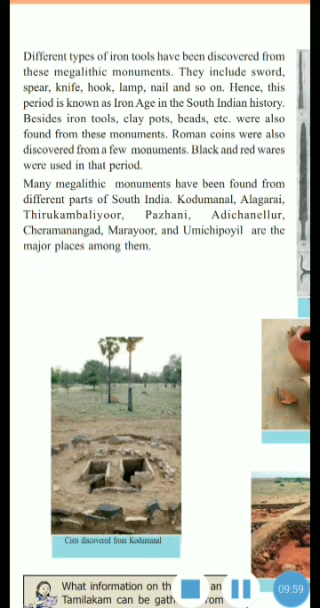 Different types of iron tools have been discovered from
these megalithic monuments. They include sword,
spear, knife, hook, lamp, nail and so on. Hence, this
period is known as Iron Age in the South Indian history.
Besides iron tools, clay pots, beads, etc. were also
found from these monuments. Roman coins were also
discovered from a few monuments. Black and red wares
were used in that period.
Many megalithic monuments have been found from
different parts of South India. Kodumanal, Alagarai,
Thirukambaliyoor, Pazhani, Adichanellur,
Cheramanangad, Marayoor, and Umichipoyil are the
major places among them.
Cists discovered from Kodumanal
What information on
Tamilakam can be
09:59